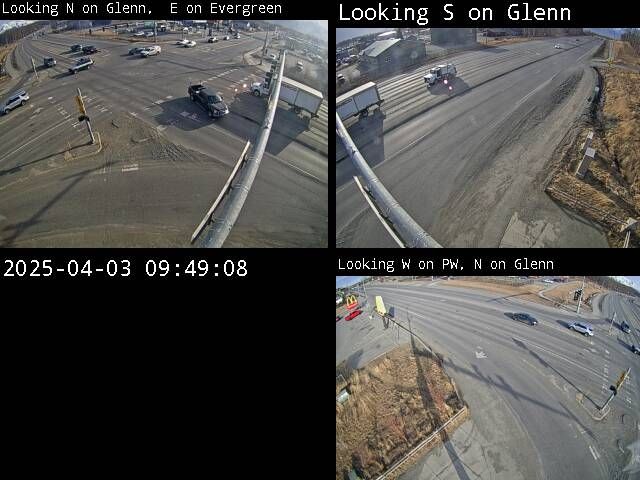 Looking N on Glenn,  E on Evergreen
Looking S on Glenn
2025-04-03 09:49:08
Looking W on PW, N on Glenn